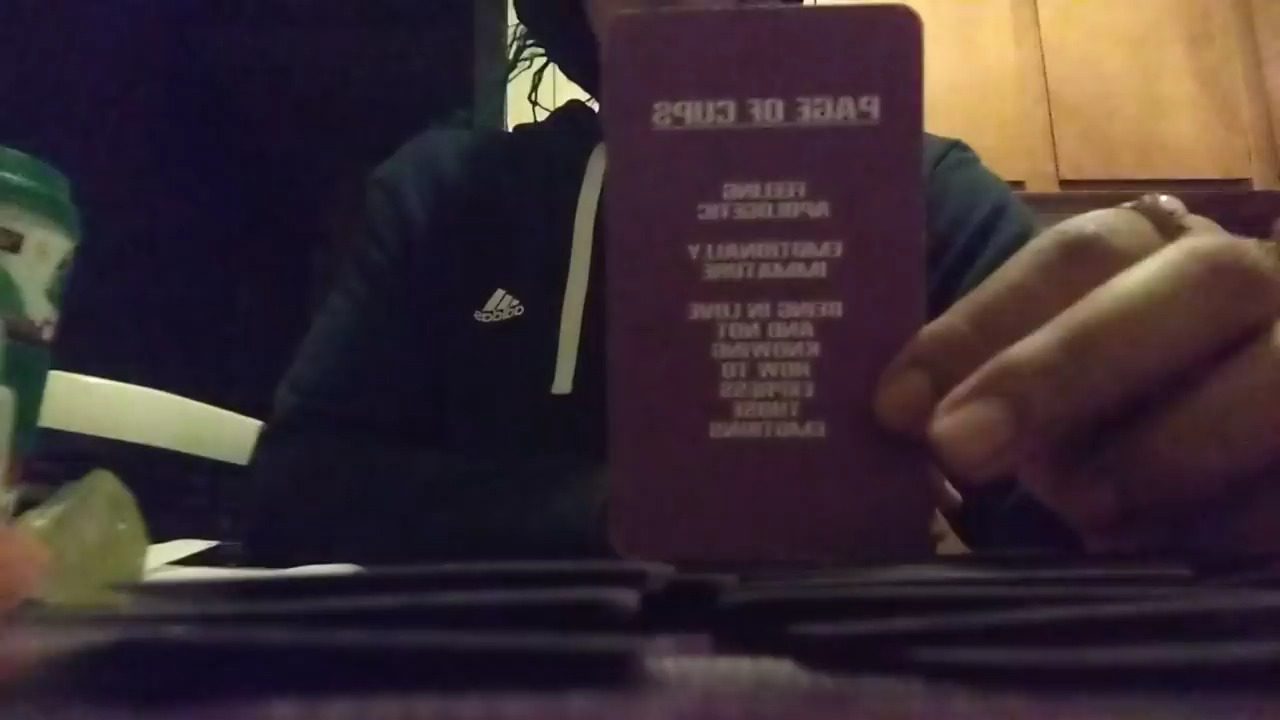 PAGE OF CUPS
FEELING
APOLOGETIC
EMOTIONALLY
IMMATURE
BEING IN LOVE
AND NOT
KNOWING
HOW TO
EXPRESS
THOSE
EMOTIONS
adidas